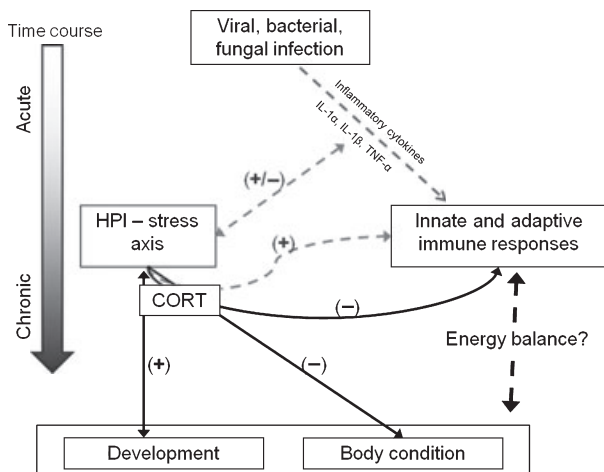 Time course
Viral, bacterial,
fungal infection
Acute
Inflammatory cytokines
IL-1α, IL-1β, TNF-α
(+/−)
HPI – stress
axis
(+)
Innate and adaptive
immune responses
Chronic
CORT
(−)
Energy balance?
(+)
(−)
Development
Body condition